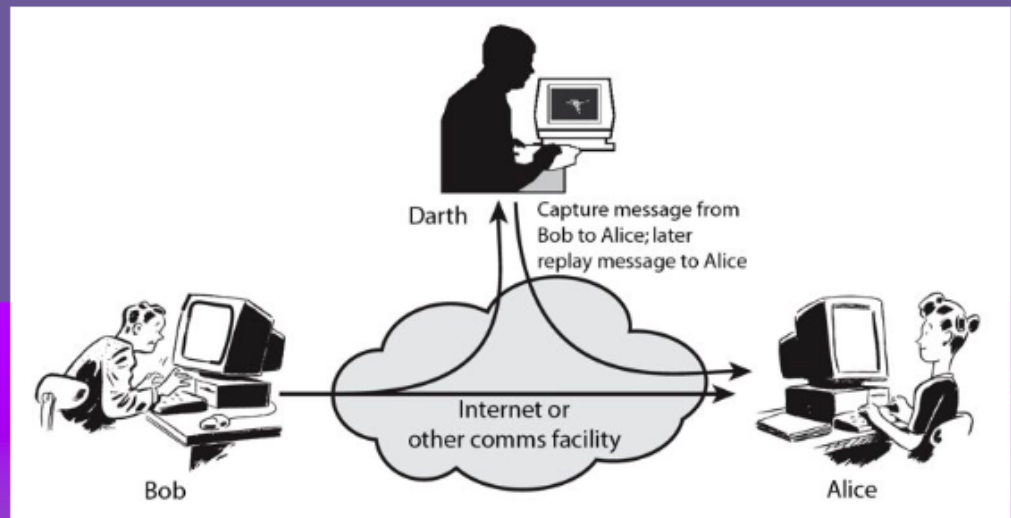 Darth
Capture message from
Bob to Alice; later
replay message to Alice
Internet or
other comms facility
Bob
Alice